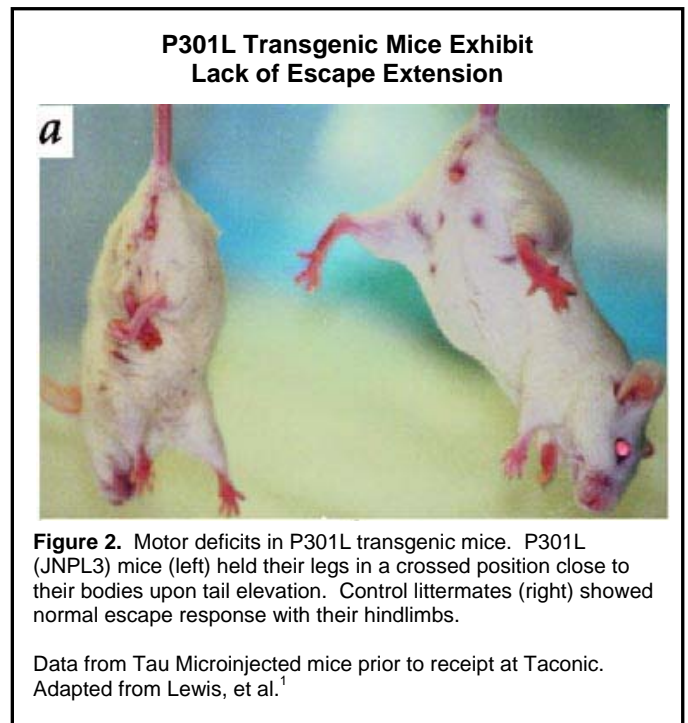 P301L Transgenic Mice Exhibit
Lack of Escape Extension
a
Figure 2.  Motor deficits in P301L transgenic mice.  P301L
(JNPL3) mice (left) held their legs in a crossed position close to
their bodies upon tail elevation.  Control littermates (right) showed
normal escape response with their hindlimbs.
Data from Tau Microinjected mice prior to receipt at Taconic.
Adapted from Lewis, et al.¹